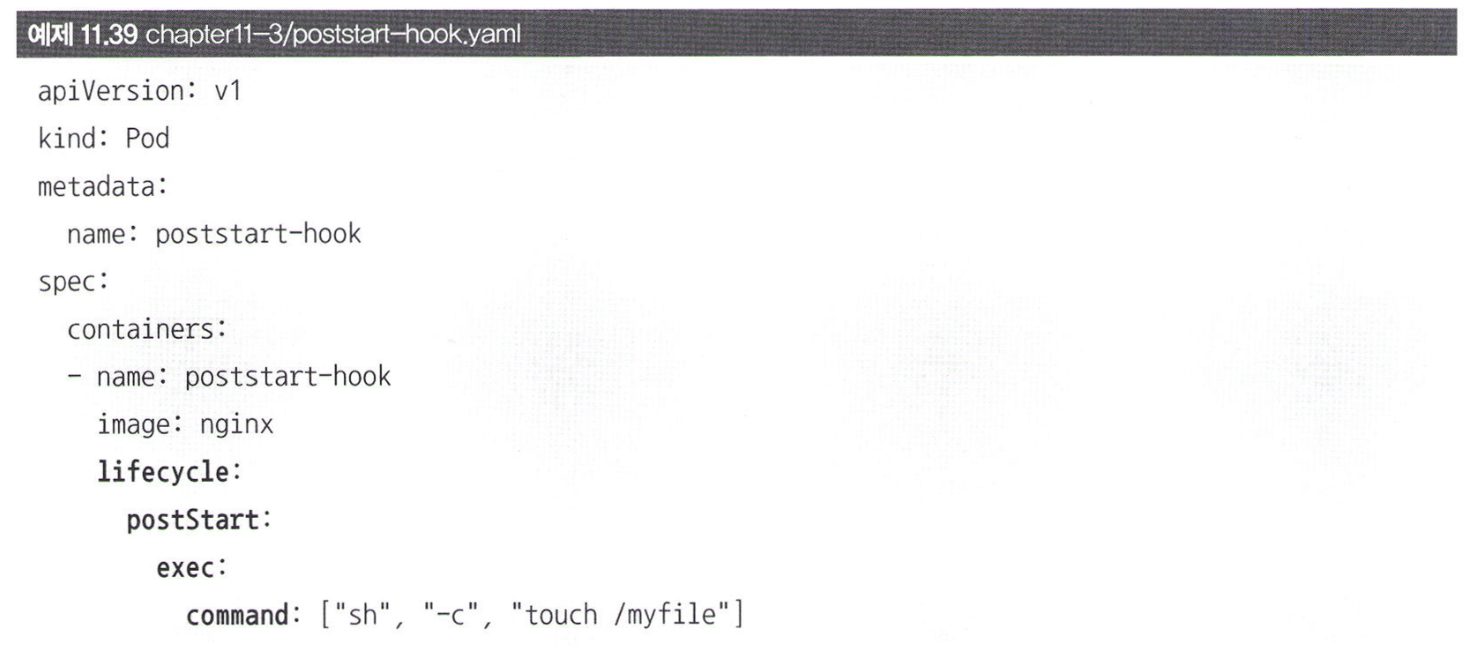 예제 11.39 chapter11-3/poststart-hook.yaml
apiVersion: v1
kind: Pod
metadata:
  name: poststart-hook
spec:
  containers:
  - name: poststart-hook
    image: nginx
    lifecycle:
      postStart:
        exec:
          command: ["sh", "-c", "touch /myfile"]